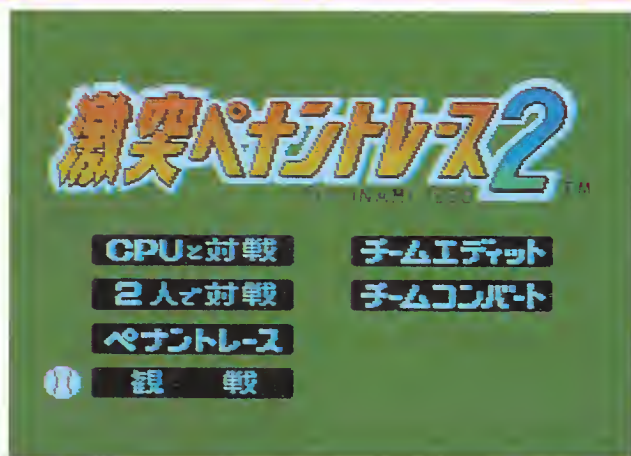 激突ペナントレース2
TM
CPUと対戦
2人で対戦
ペナントレース
観 戦
チームエディット
チームコンバート